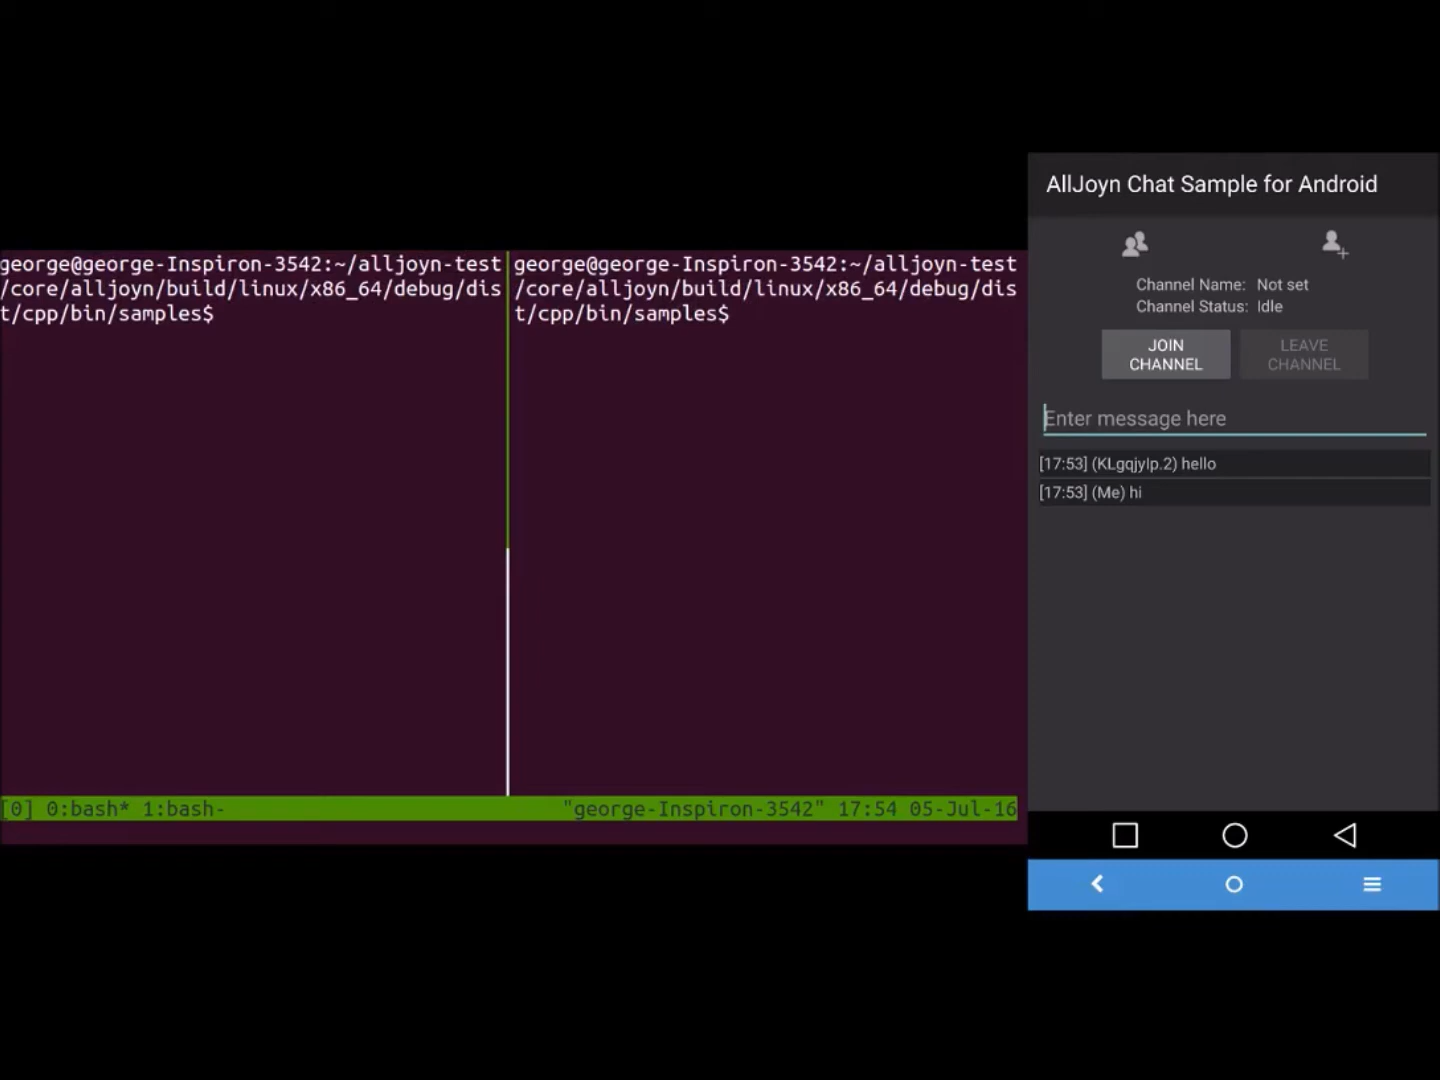 george@george-Inspiron-3542:~/alljoyn-test
/core/alljoyn/build/linux/x86_64/debug/dis
t/cpp/bin/samples$
george@george-Inspiron-3542:~/alljoyn-test
/core/alljoyn/build/linux/x86_64/debug/dis
t/cpp/bin/samples$
[0] 0:bash* 1:bash- "george-Inspiron-3542" 17:54 05-Jul-16
AllJoyn Chat Sample for Android
Channel Name: Not set
Channel Status: Idle
JOIN
CHANNEL
LEAVE
CHANNEL
Enter message here
[17:53] (KLgqjyIp.2) hello
[17:53] (Me) hi